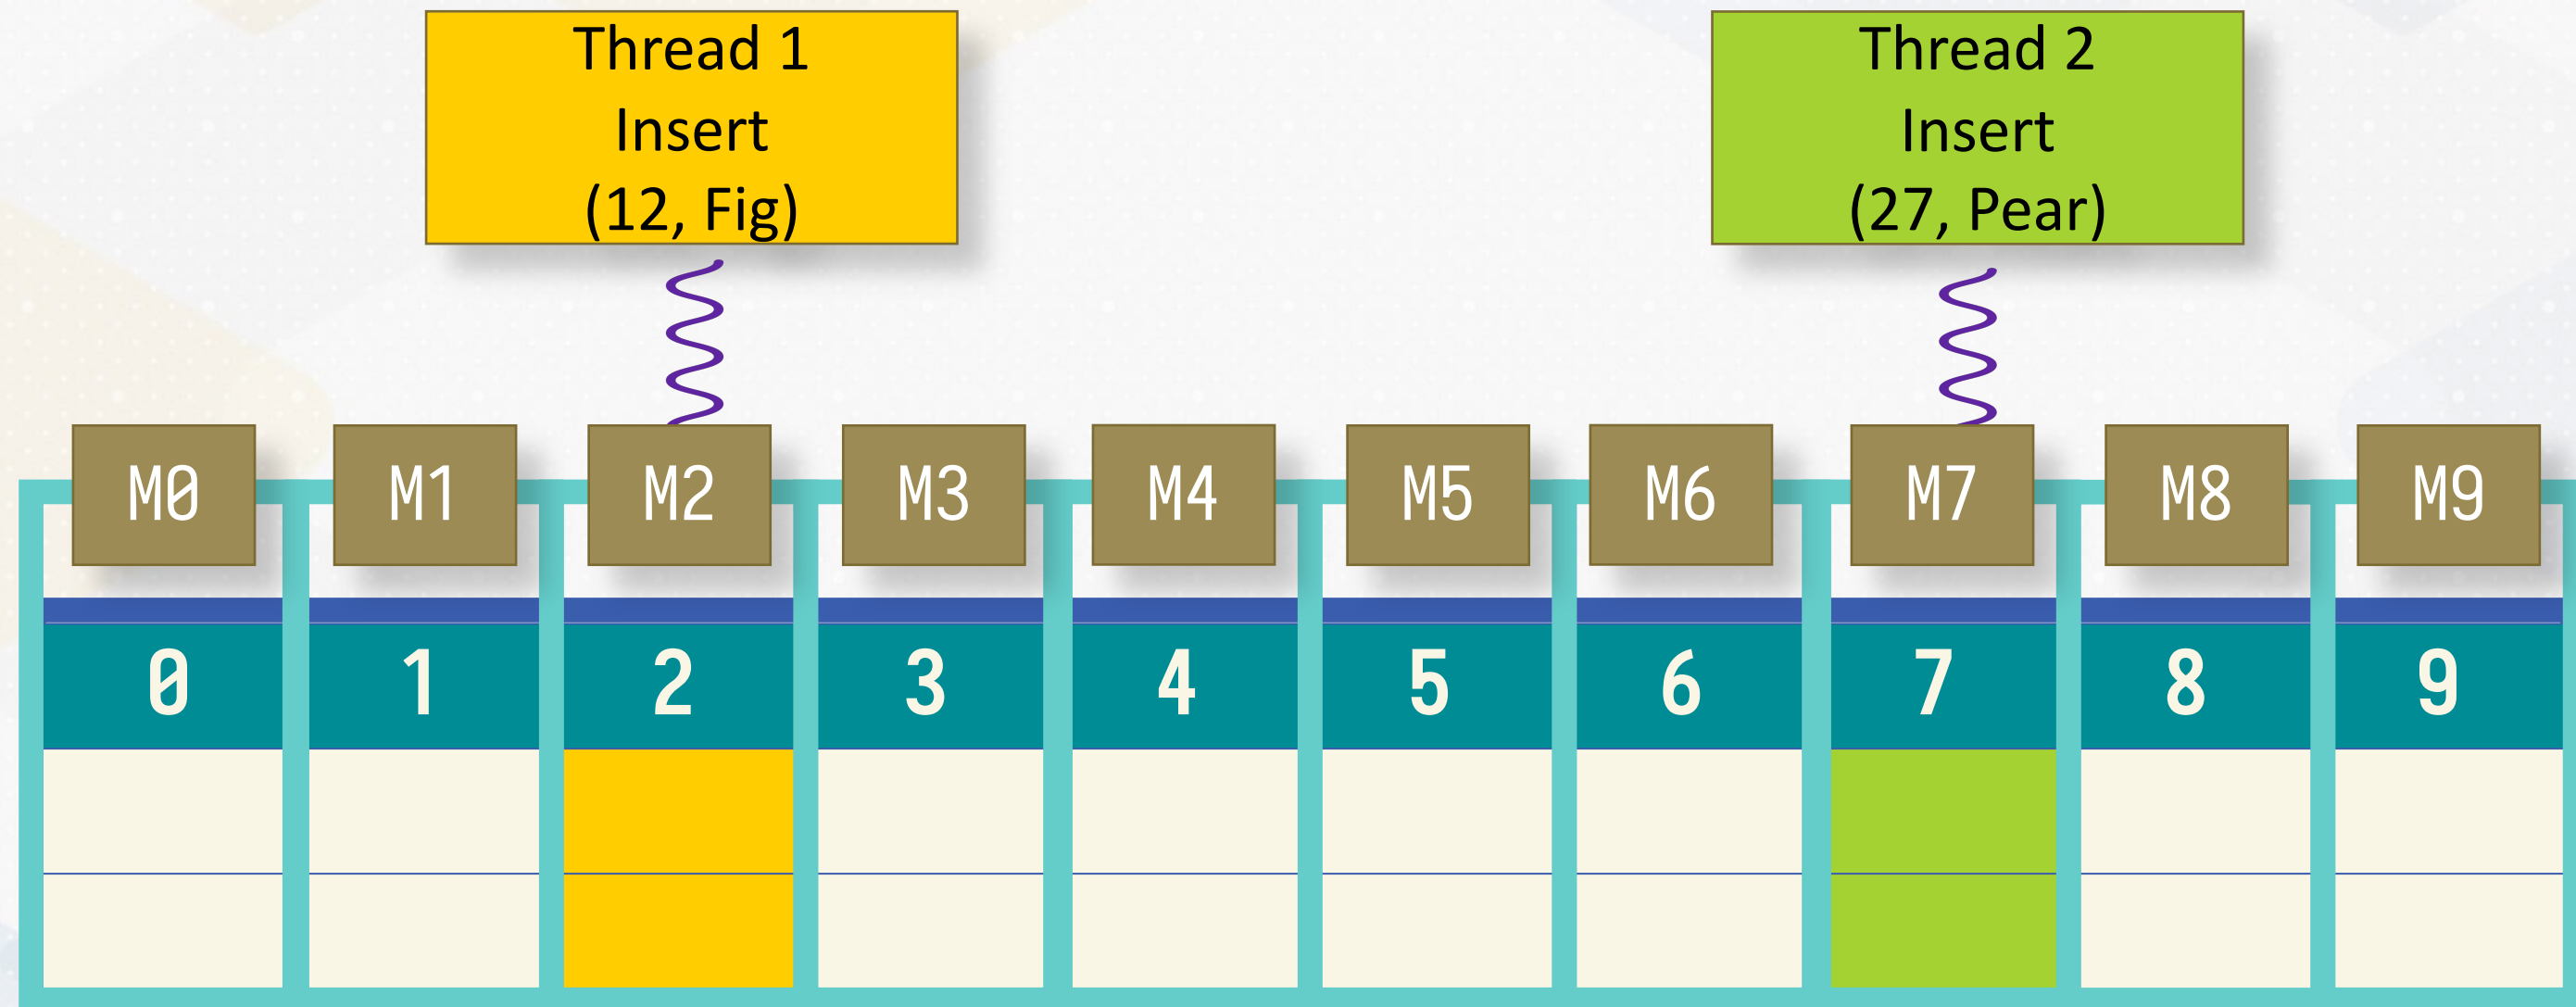 Thread 1
Insert
(12, Fig)
Thread 2
Insert
(27, Pear)
M0 M1 M2 M3 M4 M5 M6 M7 M8 M9
0 1 2 3 4 5 6 7 8 9